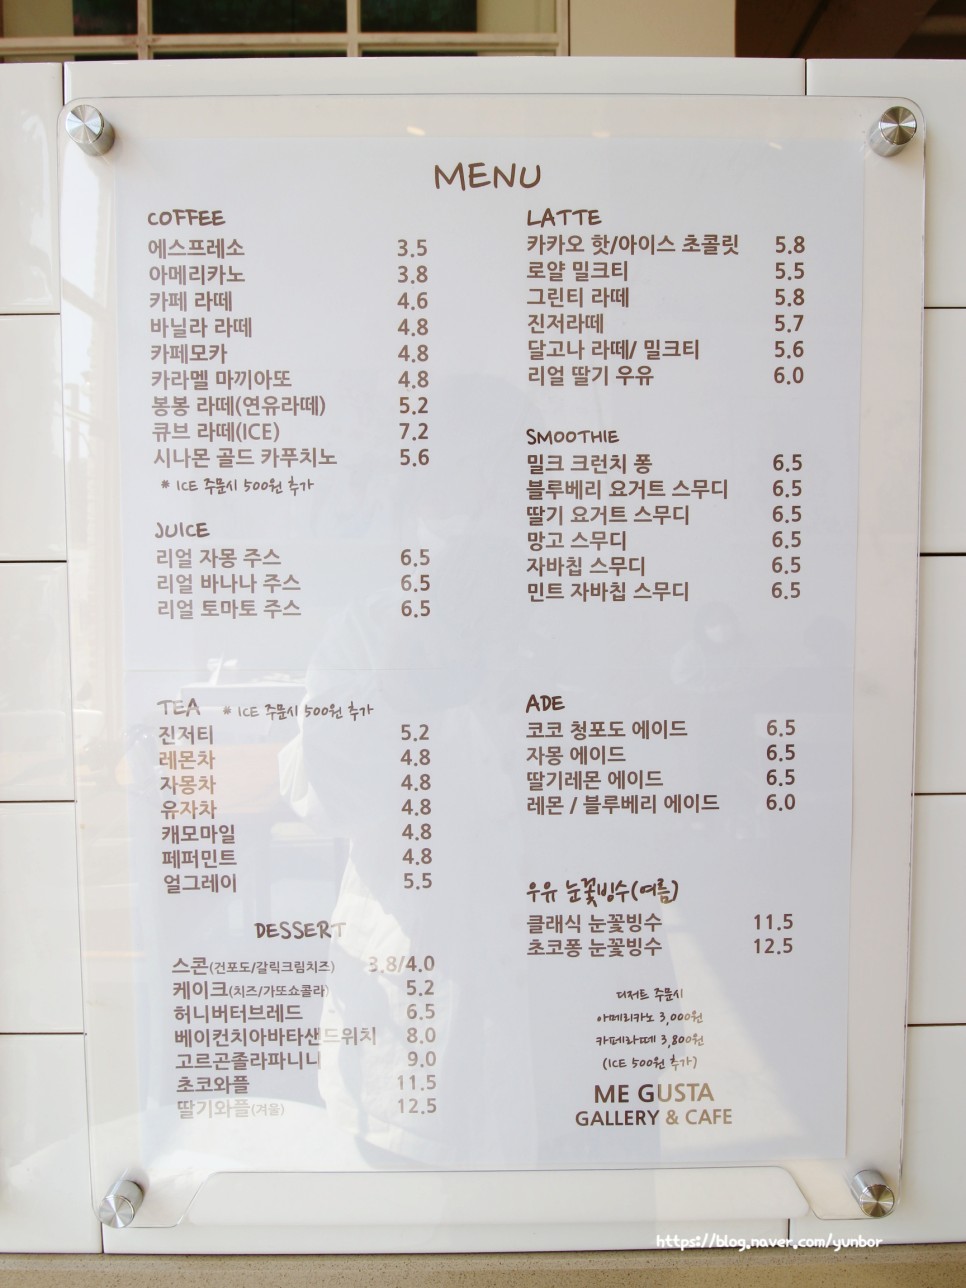 MENU
COFFEE
에스프레소 3.5
아메리카노 3.8
카페 라떼 4.6
바닐라 라떼 4.8
카페모카 4.8
카라멜 마끼아또 4.8
봉봉 라떼(연유라떼) 5.2
큐브 라떼(ICE) 7.2
시나몬 골드 카푸치노 5.6
* ICE 주문시 500원 추가
JUICE
리얼 자몽 주스 6.5
리얼 바나나 주스 6.5
리얼 토마토 주스 6.5
TEA * ICE 주문시 500원 추가
진저티 5.2
레몬차 4.8
자몽차 4.8
유자차 4.8
캐모마일 4.8
페퍼민트 4.8
얼그레이 5.5
DESSERT
스콘(건포도/갈릭크림치즈) 3.8/4.0
케이크(치즈/가또쇼콜라) 5.2
허니버터브레드 6.5
베이컨치아바타샌드위치 8.0
고르곤졸라파니니 9.0
초코와플 11.5
딸기와플(겨울) 12.5
LATTE
카카오 핫/아이스 초콜릿 5.8
로얄 밀크티 5.5
그린티 라떼 5.8
진저라떼 5.7
달고나 라떼/ 밀크티 5.6
리얼 딸기 우유 6.0
SMOOTHIE
밀크 크런치 퐁 6.5
블루베리 요거트 스무디 6.5
딸기 요거트 스무디 6.5
망고 스무디 6.5
자바칩 스무디 6.5
민트 자바칩 스무디 6.5
ADE
코코 청포도 에이드 6.5
자몽 에이드 6.5
딸기레몬 에이드 6.5
레몬 / 블루베리 에이드 6.0
우유 눈꽃빙수(여름)
클래식 눈꽃빙수 11.5
초코퐁 눈꽃빙수 12.5
디저트 주문시
아메리카노 3,000원
카페라떼 3,800원
(ICE 500원 추가)
ME GUSTA
GALLERY & CAFE
https://blog.naver.com/yunbor